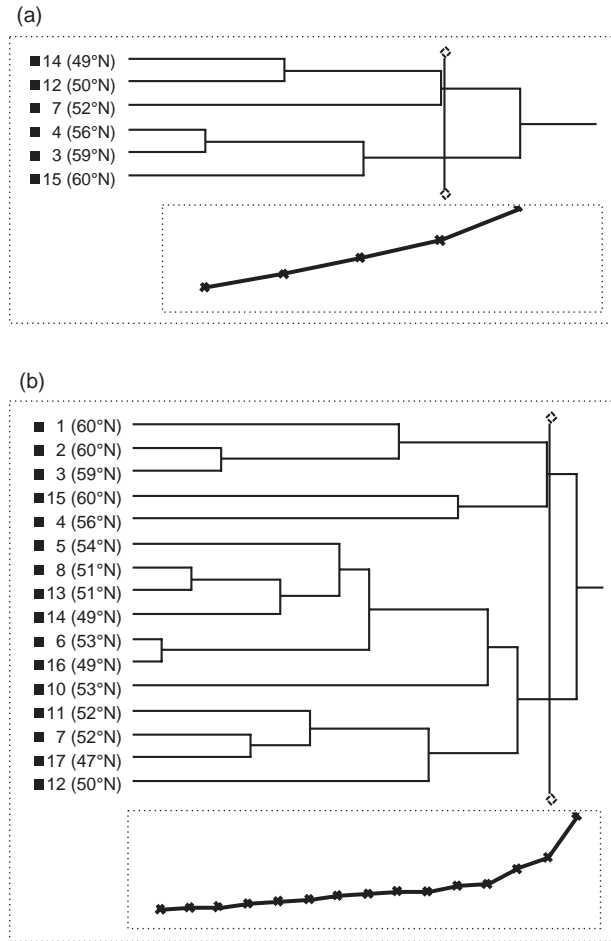 (a)
14 (49°N)
12 (50°N)
7 (52°N)
4 (56°N)
3 (59°N)
15 (60°N)
(b)
1 (60°N)
2 (60°N)
3 (59°N)
15 (60°N)
4 (56°N)
5 (54°N)
8 (51°N)
13 (51°N)
14 (49°N)
6 (53°N)
16 (49°N)
10 (53°N)
11 (52°N)
7 (52°N)
17 (47°N)
12 (50°N)